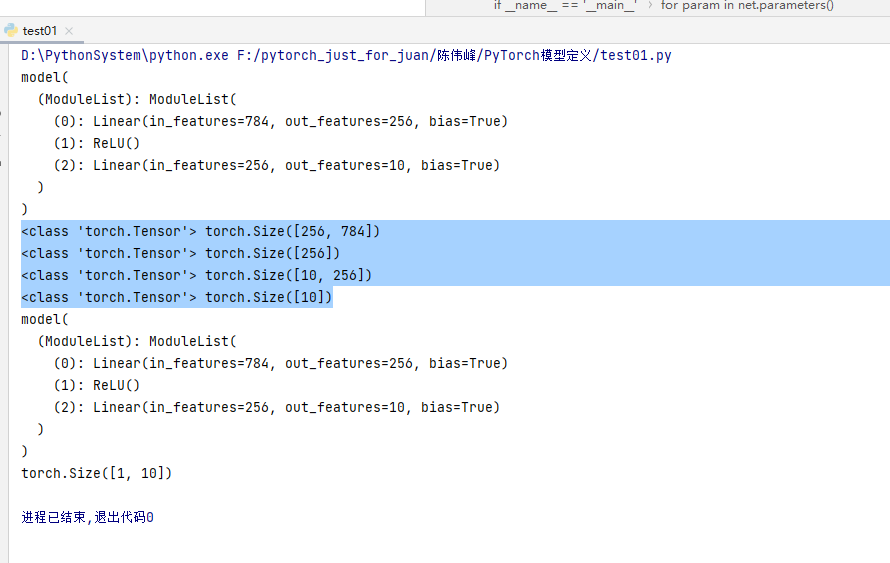 if __name__ == '__main__' › for param in net.parameters()
test01 ×
D:\PythonSystem\python.exe F:/pytorch_just_for_juan/陈伟峰/PyTorch模型定义/test01.py
model(
  (ModuleList): ModuleList(
    (0): Linear(in_features=784, out_features=256, bias=True)
    (1): ReLU()
    (2): Linear(in_features=256, out_features=10, bias=True)
  )
)
<class 'torch.Tensor'> torch.Size([256, 784])
<class 'torch.Tensor'> torch.Size([256])
<class 'torch.Tensor'> torch.Size([10, 256])
<class 'torch.Tensor'> torch.Size([10])
model(
  (ModuleList): ModuleList(
    (0): Linear(in_features=784, out_features=256, bias=True)
    (1): ReLU()
    (2): Linear(in_features=256, out_features=10, bias=True)
  )
)
torch.Size([1, 10])
进程已结束,退出代码0